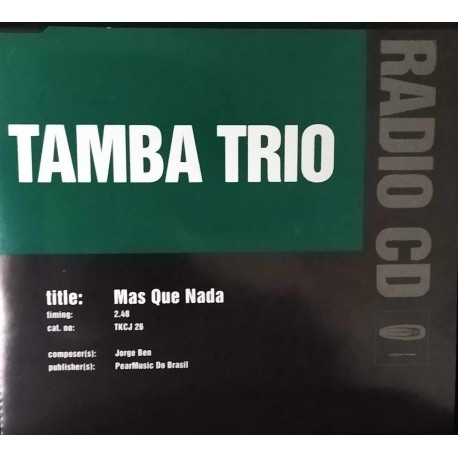 TAMBA TRIO
RADIO CD
title: Mas Que Nada
timing: 2.48
cat. no: TKCJ 26
composer(s): Jorge Ben
publisher(s): PearMusic Do Brasil